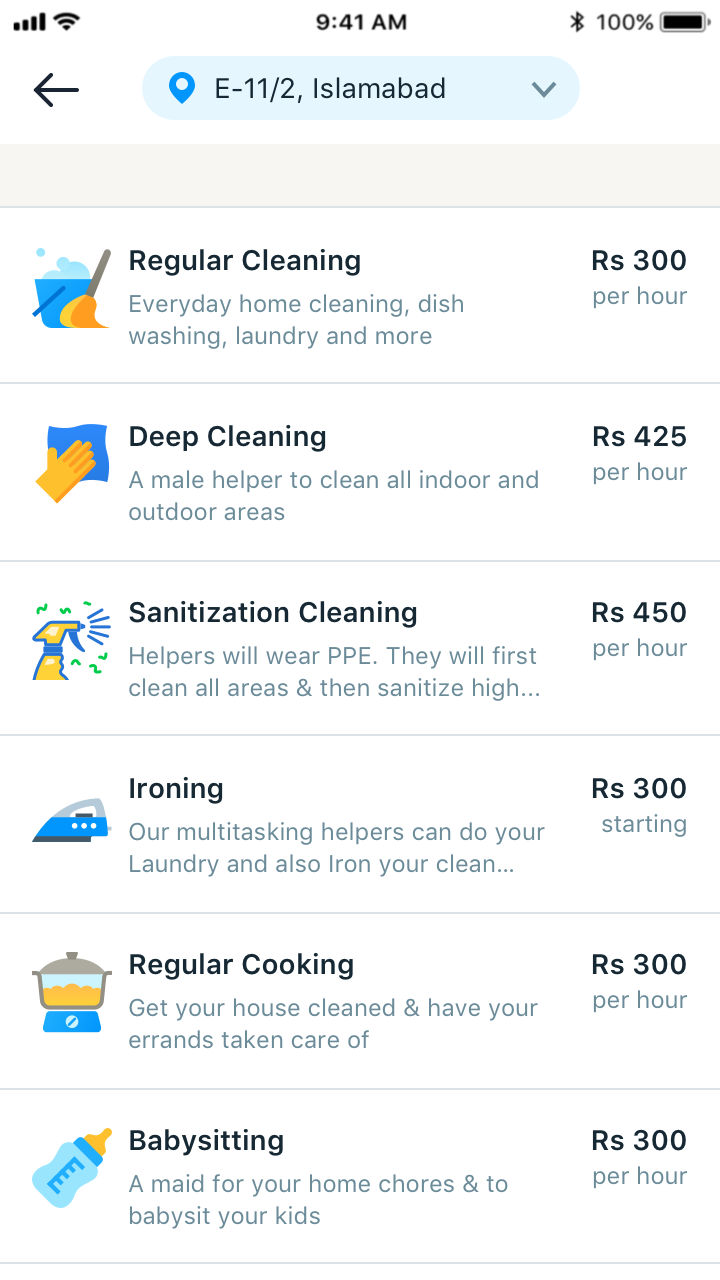 9:41 AM
100%
E-11/2, Islamabad
Regular Cleaning
Rs 300
Everyday home cleaning, dish
per hour
washing, laundry and more
Deep Cleaning
Rs 425
A male helper to clean all indoor and
per hour
outdoor areas
Sanitization Cleaning
Rs 450
Helpers will wear PPE. They will first
per hour
clean all areas & then sanitize high...
Ironing
Rs 300
Our multitasking helpers can do your
starting
Laundry and also Iron your clean...
Regular Cooking
Rs 300
Get your house cleaned & have your
per hour
errands taken care of
Babysitting
Rs 300
A maid for your home chores & to
per hour
babysit your kids